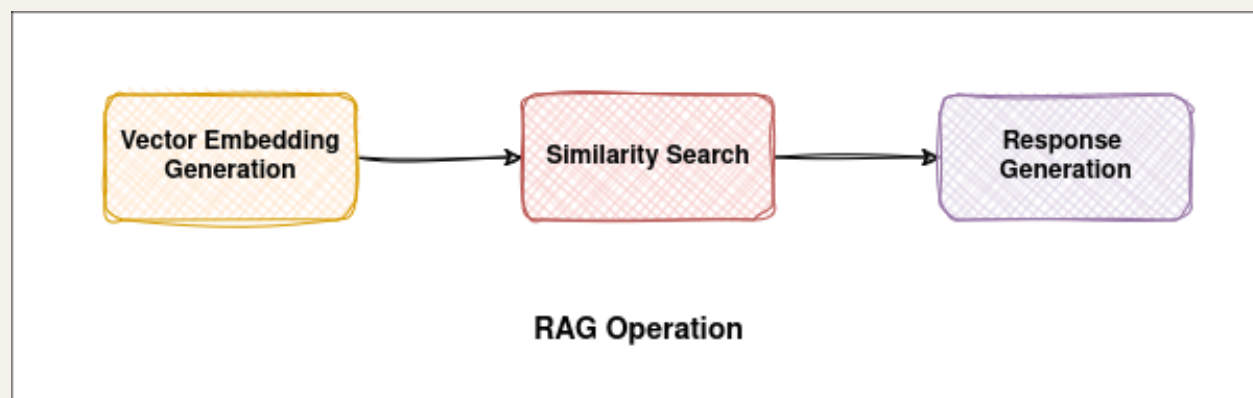 Vector Embedding
Generation
Similarity Search
Response
Generation
RAG Operation